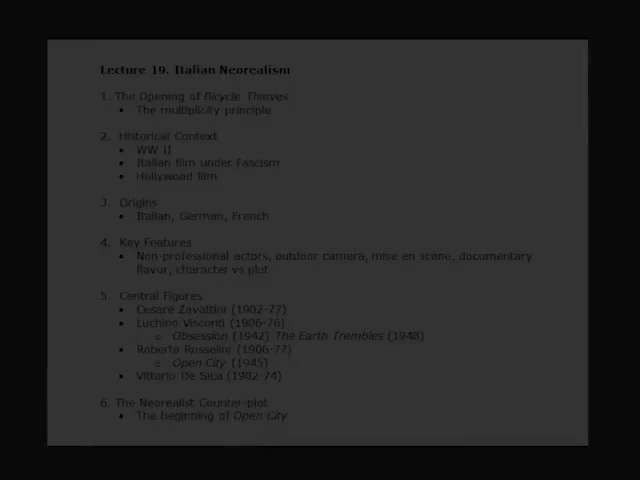 Lecture 19. Italian Neorealism
1. The Opening of Bicycle Thieves
• The multiplicity principle
2. Historical Context
• WW II
• Italian film under Fascism
• Hollywood film
3. Origins
• Italian, German, French
4. Key Features
• Non-professional actors, outdoor camera, mise en scene, documentary
flavor, character vs plot
5. Central Figures
• Cesare Zavattini (1902-77)
• Luchino Visconti (1906-76)
o Obsession (1942) The Earth Trembles (1948)
• Roberto Rosselini (1906-77)
o Open City (1945)
• Vittorio De Sica (1902-74)
6. The Neorealist Counter-plot
• The beginning of Open City